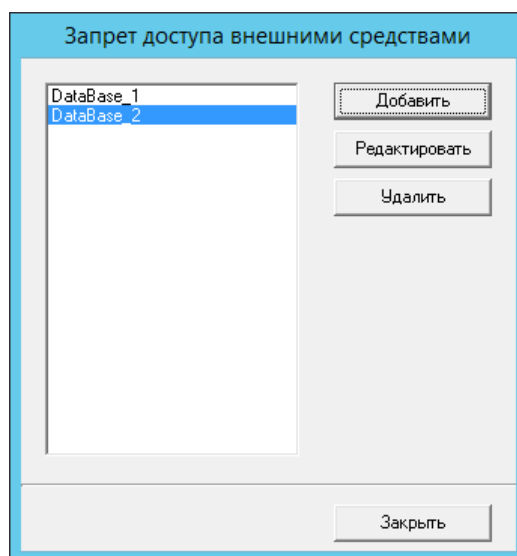 Запрет доступа внешними средствами
DataBase_1
DataBase_2
Добавить
Редактировать
Удалить
Закрыть